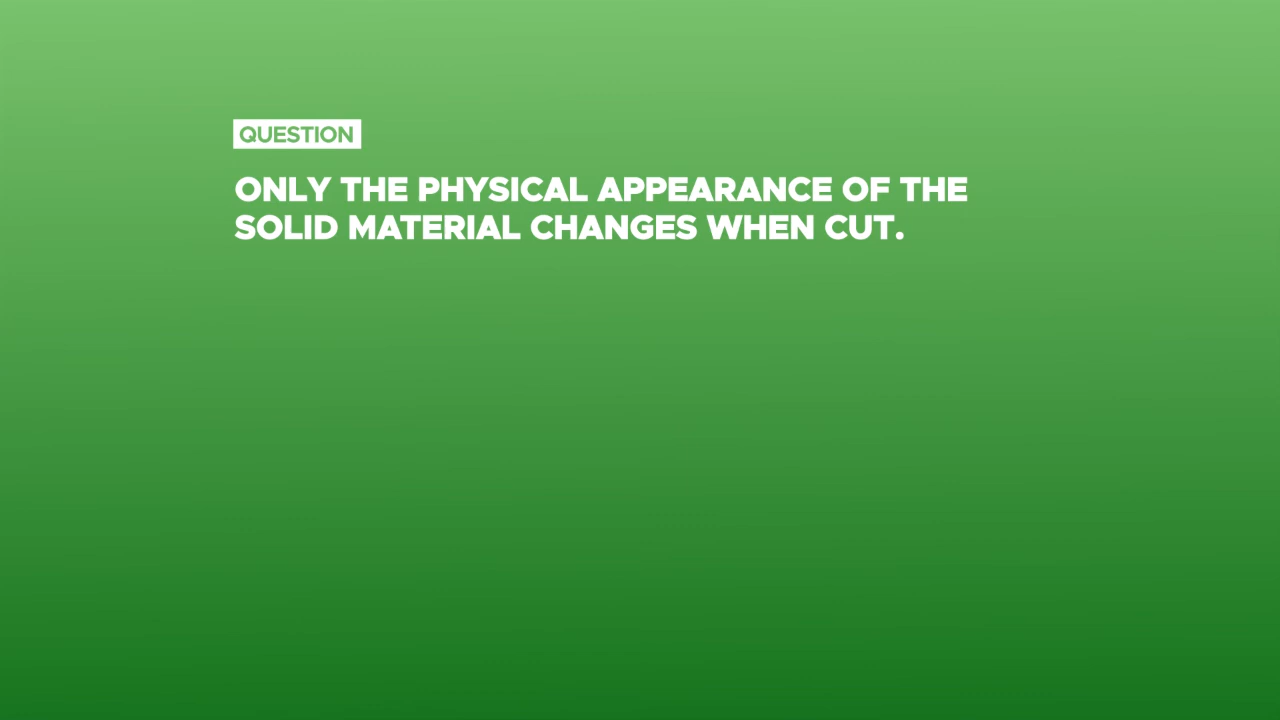 QUESTION
ONLY THE PHYSICAL APPEARANCE OF THE
SOLID MATERIAL CHANGES WHEN CUT.